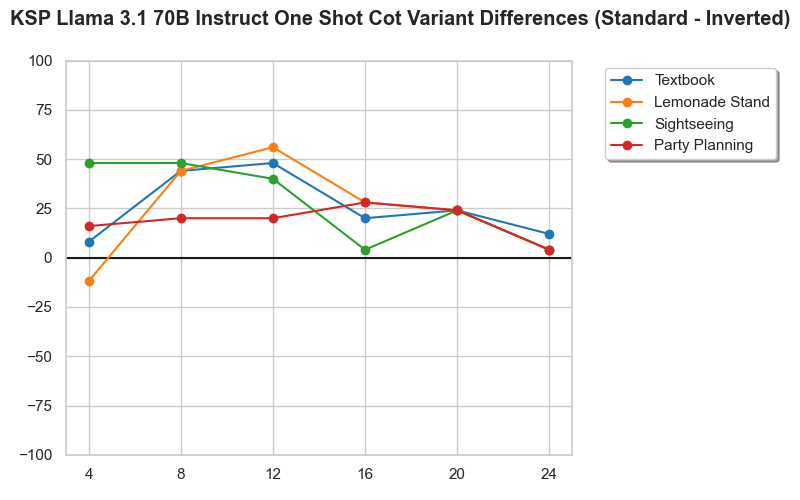 KSP Llama 3.1 70B Instruct One Shot Cot Variant Differences (Standard - Inverted)
100
75
50
25
0
−25
−50
−75
−100
4 8 12 16 20 24
Textbook
Lemonade Stand
Sightseeing
Party Planning